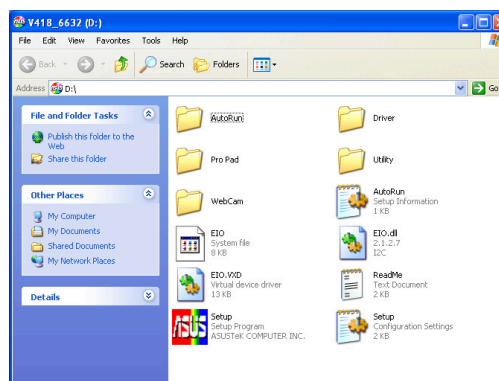 V418_6632 (D:)
File Edit View Favorites Tools Help
Back Search Folders
Address D:\ Go
File and Folder Tasks
Publish this folder to the
Web
Share this folder
Other Places
My Computer
My Documents
Shared Documents
My Network Places
Details
AutoRun
Driver
Pro Pad
Utility
WebCam
AutoRun
Setup Information
1 KB
EIO
System file
8 KB
EIO.dll
2.1.2.7
I2C
EIO.VXD
Virtual device driver
13 KB
ReadMe
Text Document
2 KB
ASUS
Setup
Setup Program
ASUSTeK COMPUTER INC.
Setup
Configuration Settings
2 KB